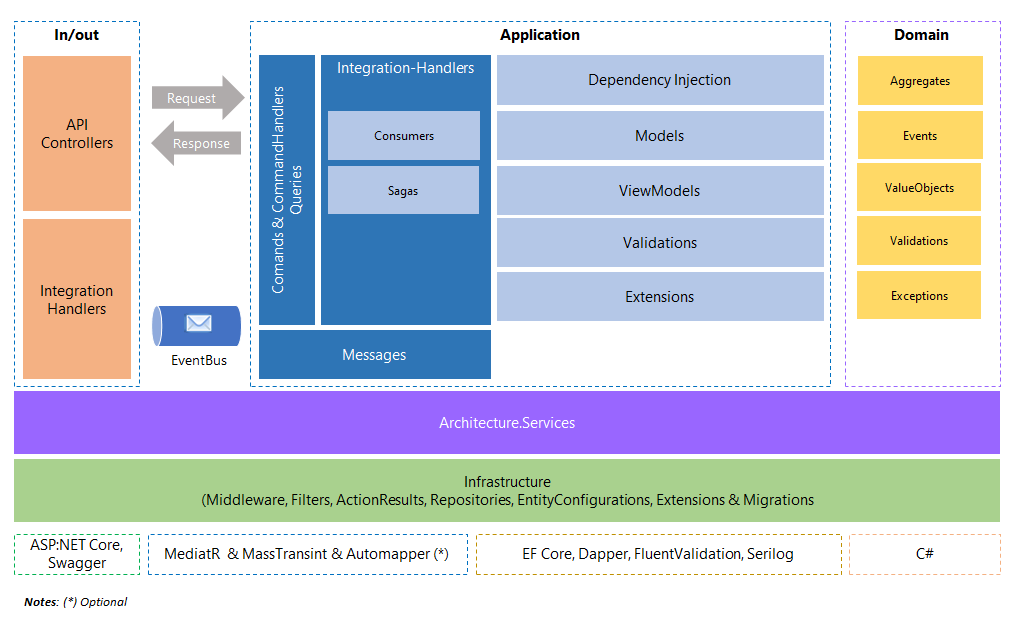 In/out
API
Controllers
Integration
Handlers
Request
Response
EventBus
Application
Comands & CommandHandlers
Queries
Integration-Handlers
Consumers
Sagas
Messages
Dependency Injection
Models
ViewModels
Validations
Extensions
Domain
Aggregates
Events
ValueObjects
Validations
Exceptions
Architecture.Services
Infrastructure
(Middleware, Filters, ActionResults, Repositories, EntityConfigurations, Extensions & Migrations
ASP:NET Core,
Swagger
MediatR & MassTransint & Automapper (*)
EF Core, Dapper, FluentValidation, Serilog
C#
Notes: (*) Optional